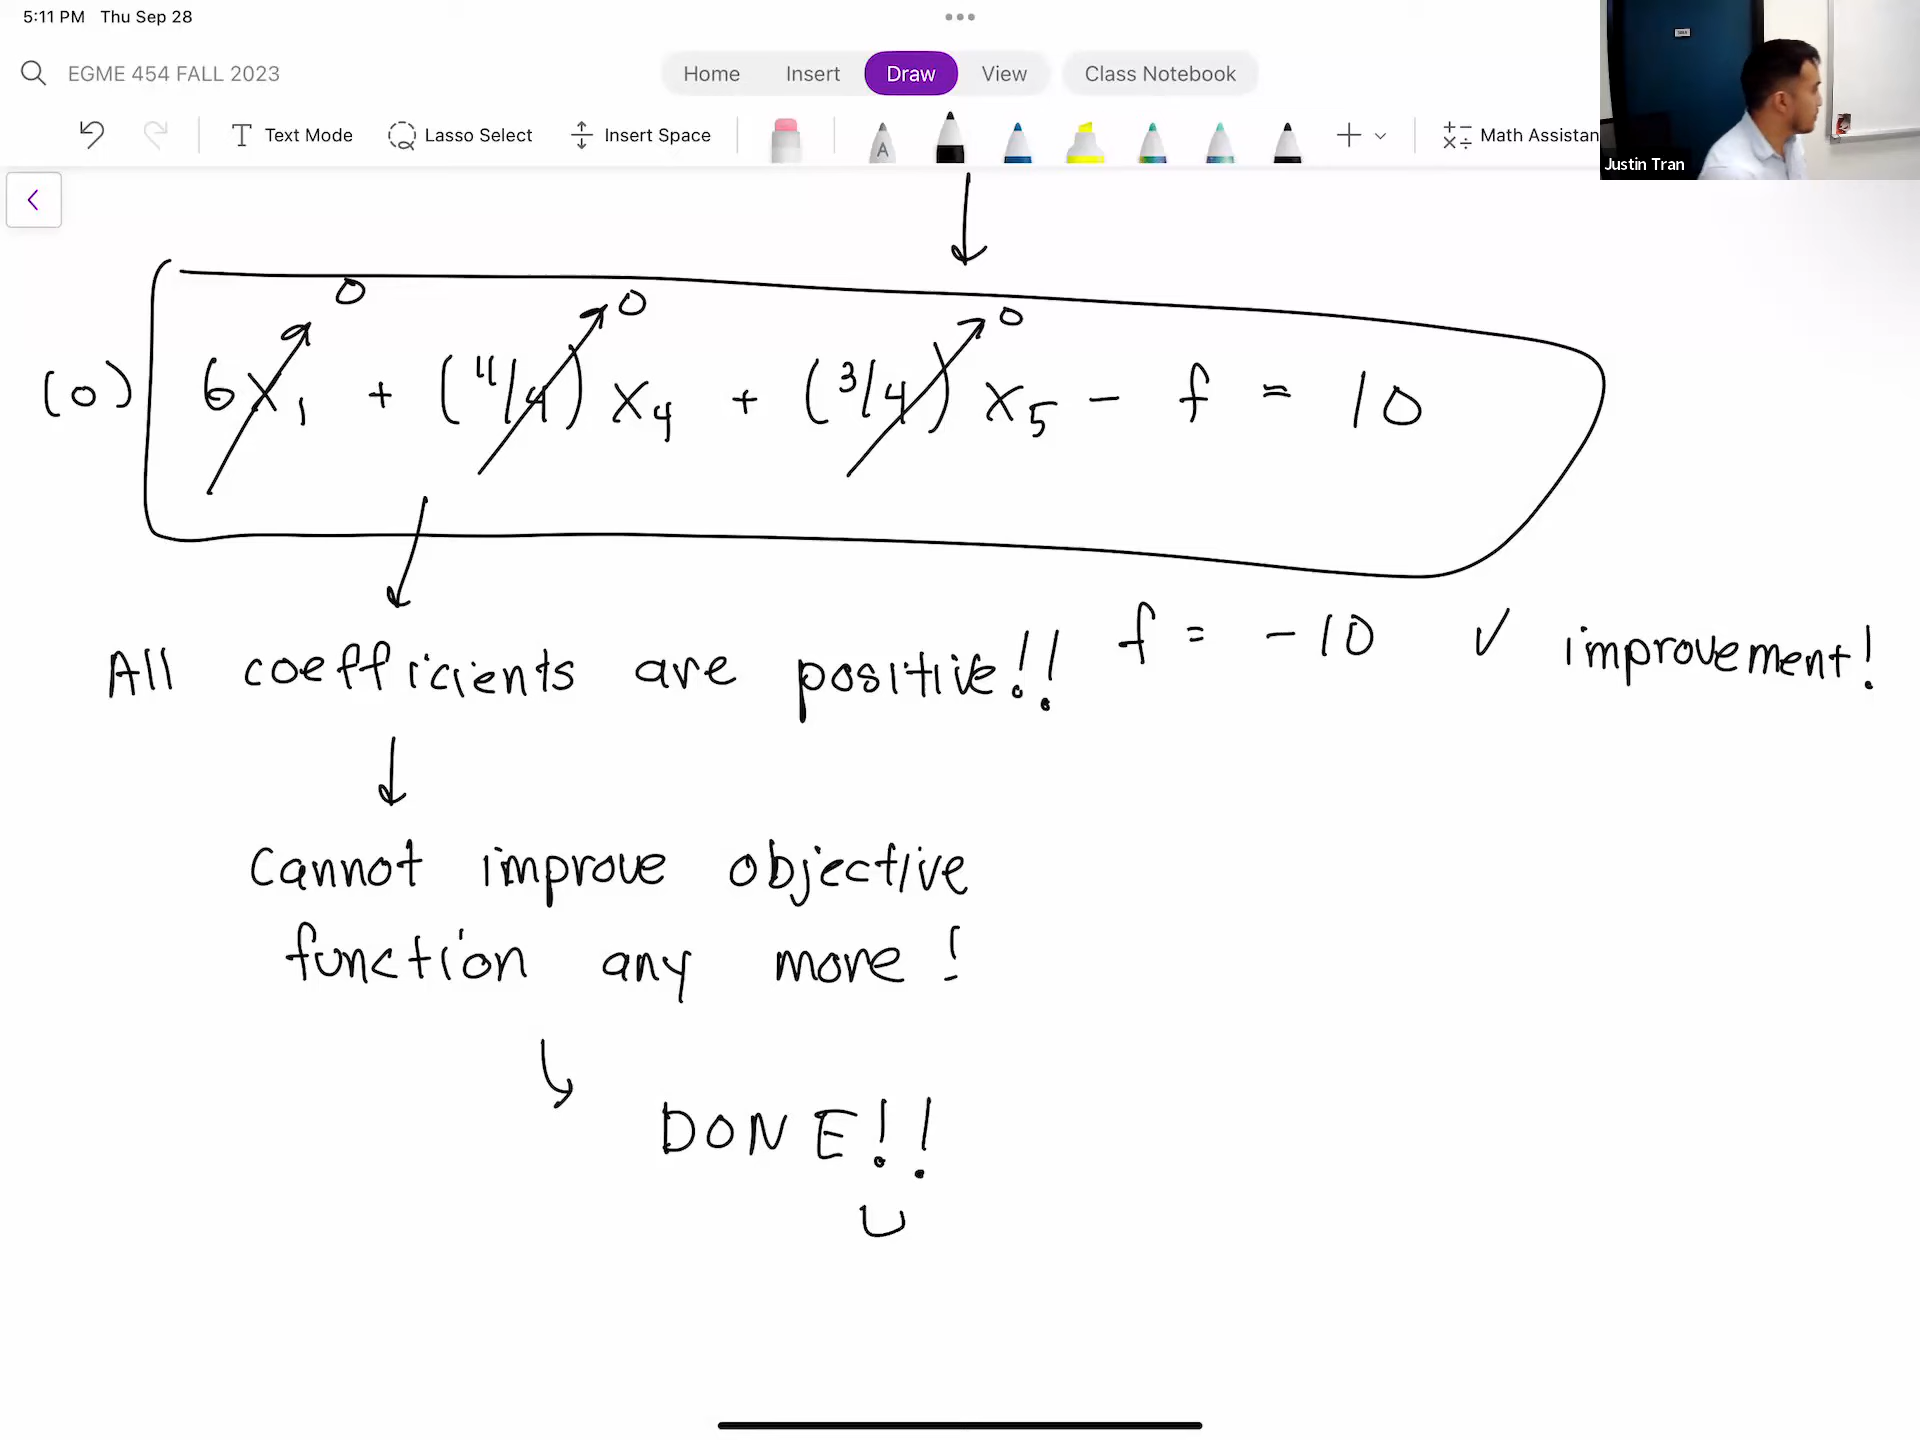 5:11 PM Thu Sep 28
EGME 454 FALL 2023
Home Insert Draw View Class Notebook
Text Mode Lasso Select Insert Space A Math Assistan
Justin Tran
0 0 0
(0) 6x₁ + (11/4) x₄ + (3/4) x₅ - f = 10
All coefficients are positive!! f = -10 ✓ improvement!
cannot improve objective
function any more!
DONE!!